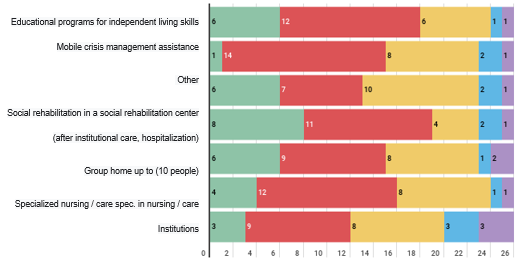 Educational programs for independent living skills
6 12 6 1 1
Mobile crisis management assistance
1 14 8 2 1
Other
6 7 10 2 1
Social rehabilitation in a social rehabilitation center
8 11 4 2 1
(after institutional care, hospitalization)
6 9 8 1 2
Group home up to (10 people)
4 12 8 1 1
Specialized nursing / care spec. in nursing / care
Institutions
3 9 8 3 3
0 2 4 6 8 10 12 14 16 18 20 22 24 26